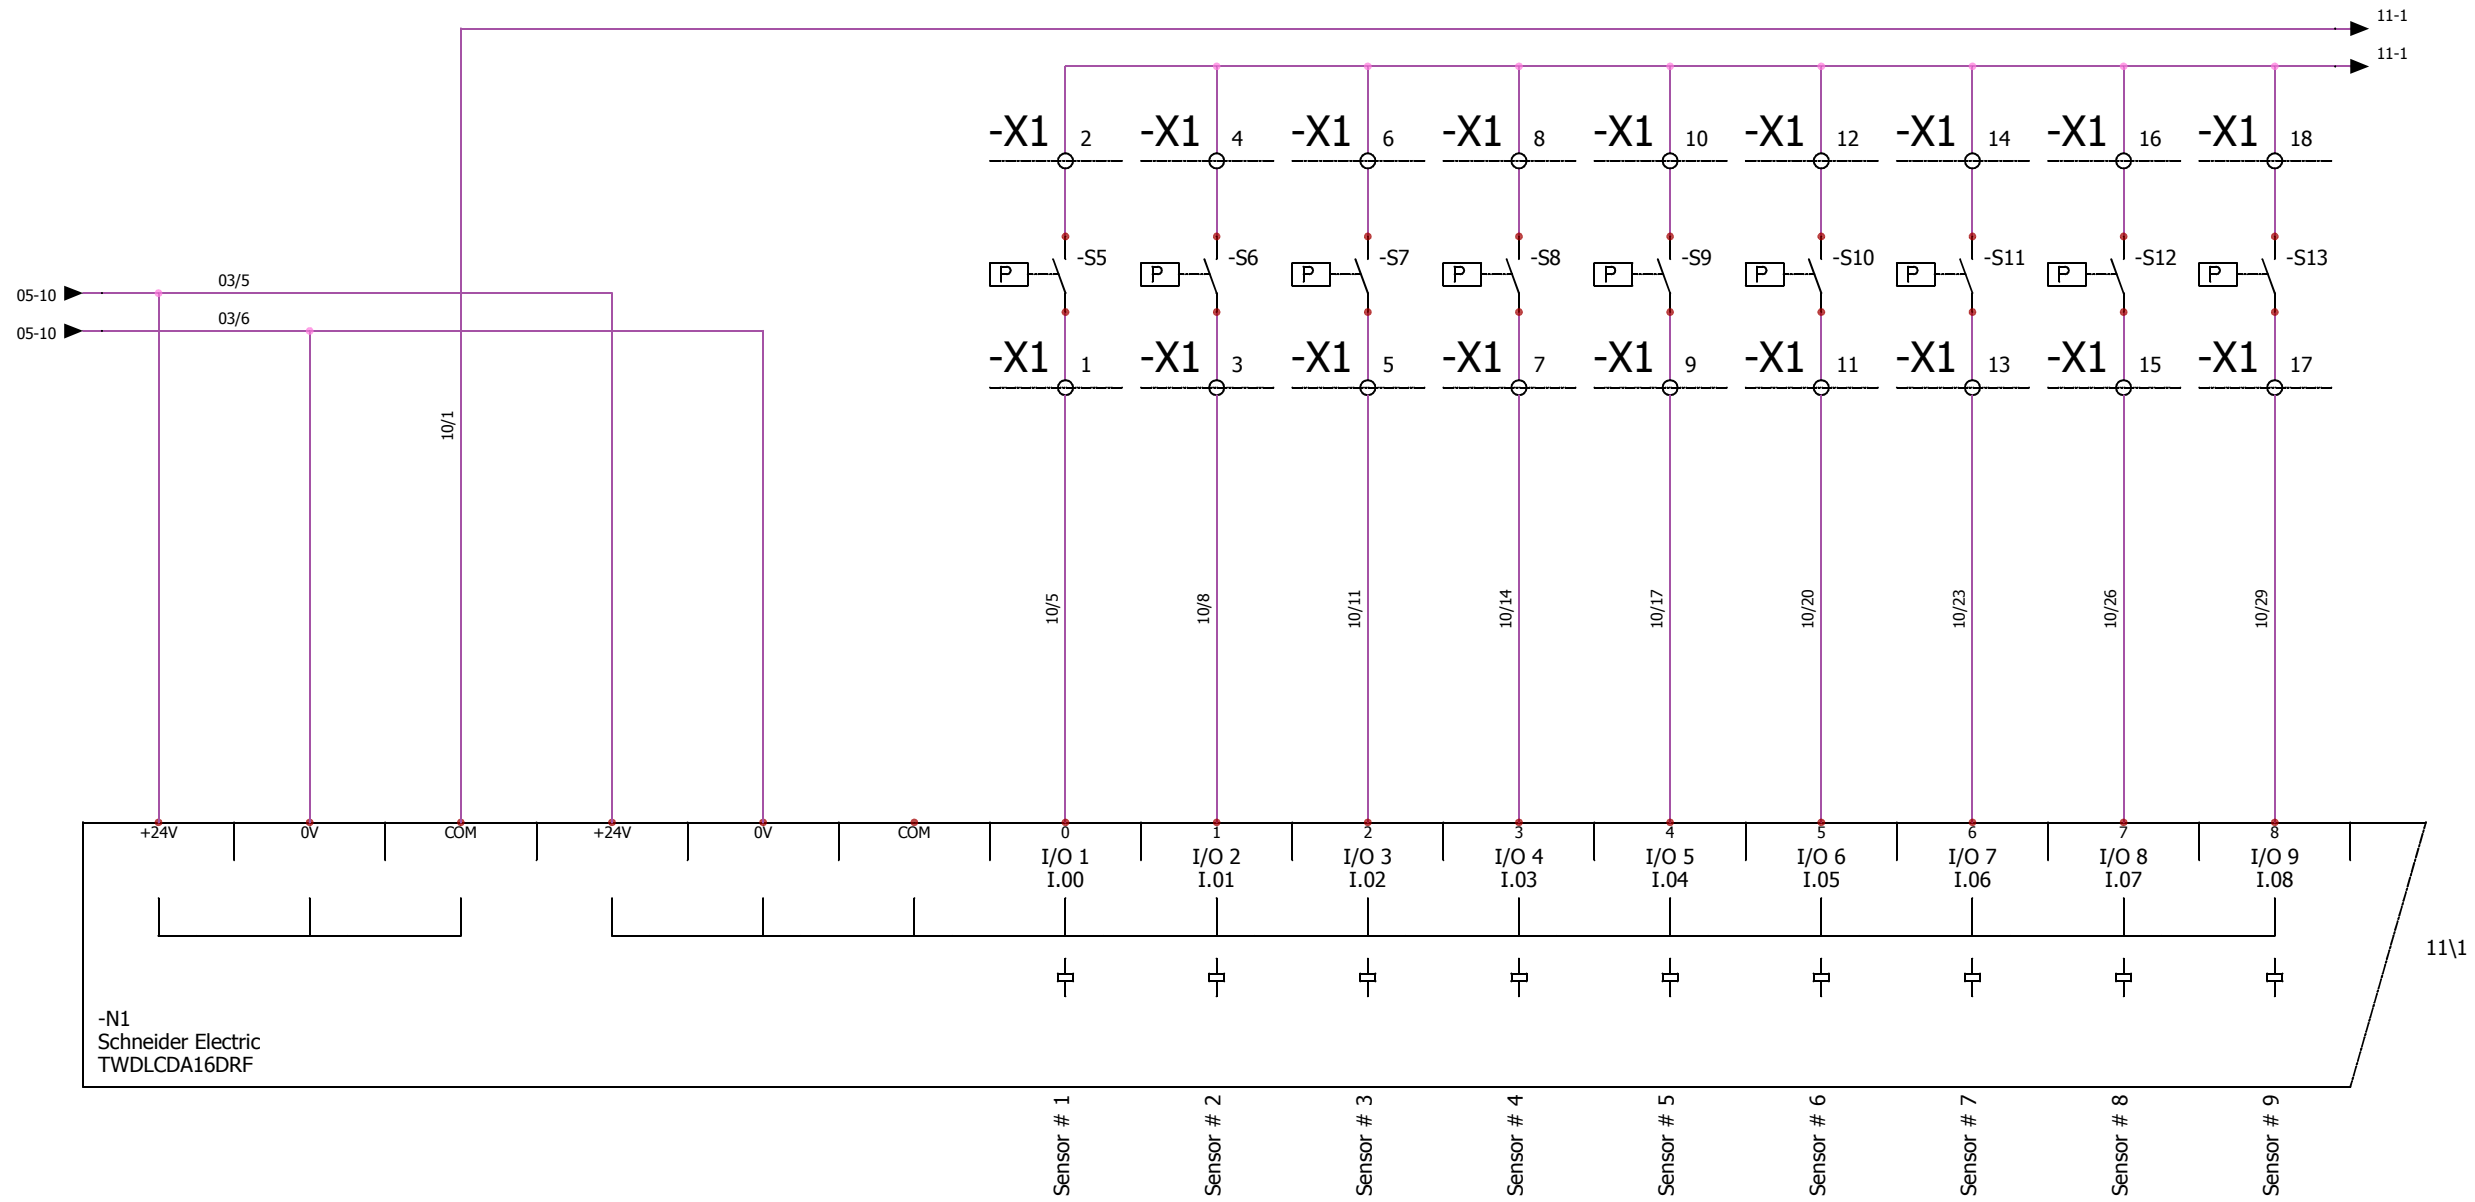 11-1
11-1
-X1 2 -X1 4 -X1 6 -X1 8 -X1 10 -X1 12 -X1 14 -X1 16 -X1 18
-S5 -S6 -S7 -S8 -S9 -S10 -S11 -S12 -S13
P P P P P P P P P
05-10 03/5
05-10 03/6
-X1 1 -X1 3 -X1 5 -X1 7 -X1 9 -X1 11 -X1 13 -X1 15 -X1 17
10/1
10/5 10/8 10/11 10/14 10/17 10/20 10/23 10/26 10/29
+24V 0V COM +24V 0V COM 0 1 2 3 4 5 6 7 8
I/O 1 I/O 2 I/O 3 I/O 4 I/O 5 I/O 6 I/O 7 I/O 8 I/O 9
I.00 I.01 I.02 I.03 I.04 I.05 I.06 I.07 I.08
11\1
-N1
Schneider Electric
TWDLCDA16DRF
Sensor # 1
Sensor # 2
Sensor # 3
Sensor # 4
Sensor # 5
Sensor # 6
Sensor # 7
Sensor # 8
Sensor # 9